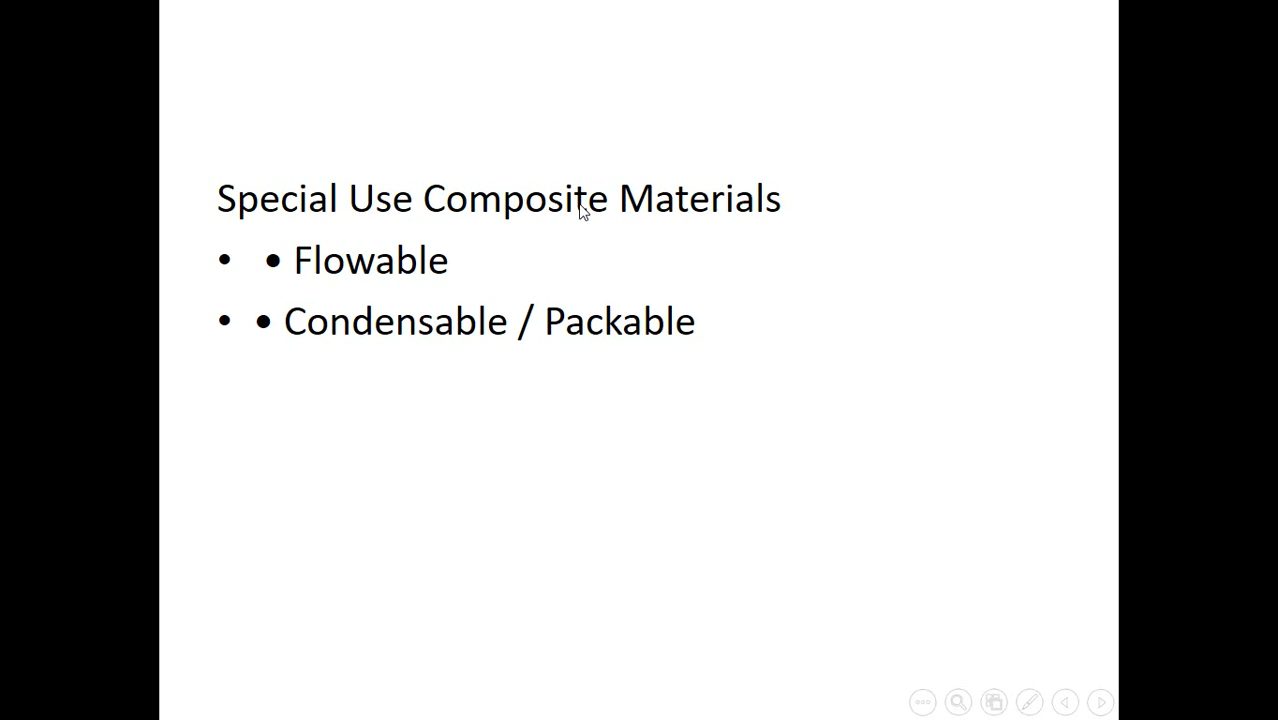 Special Use Composite Materials
• • Flowable
• • Condensable / Packable